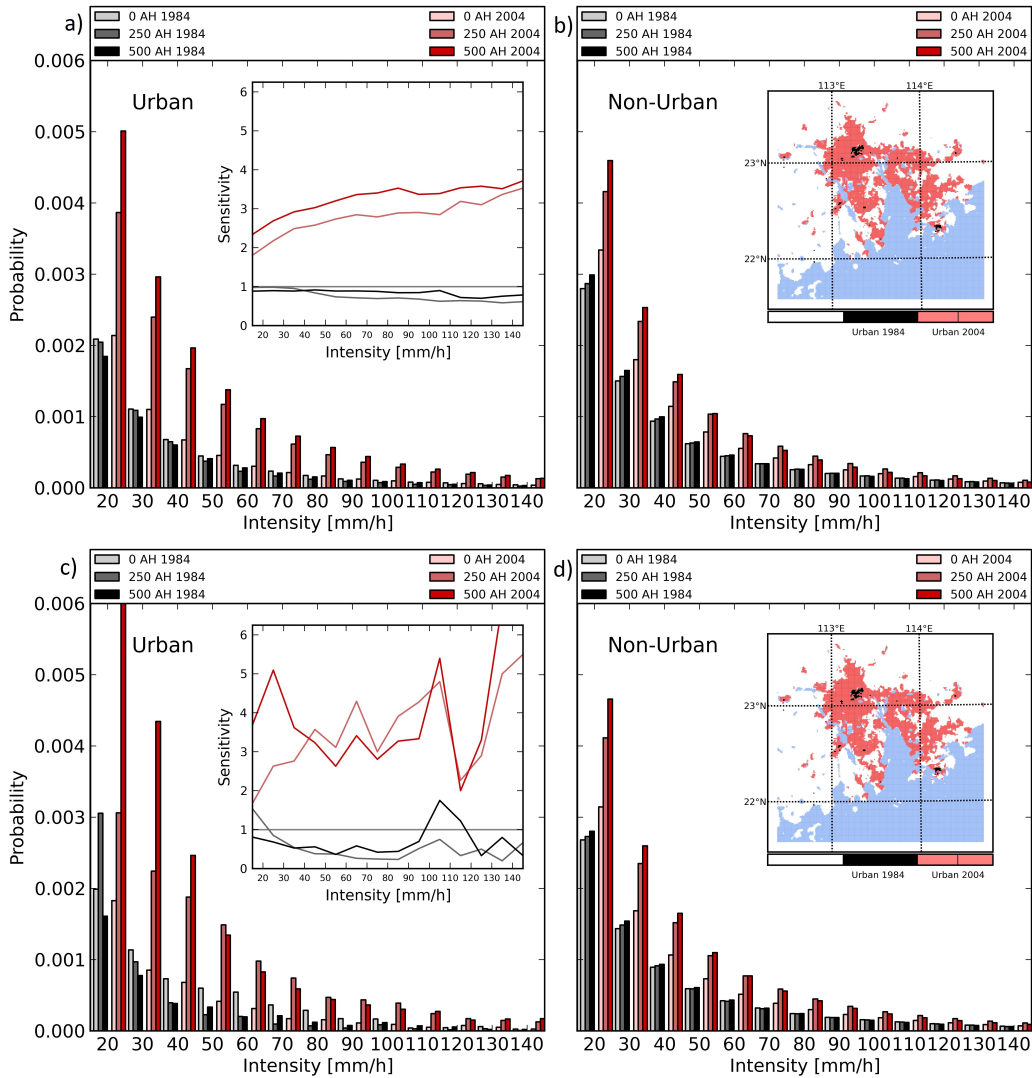 a)
0 AH 1984
250 AH 1984
500 AH 1984
0 AH 2004
250 AH 2004
500 AH 2004
Urban
Probability
0.006
0.005
0.004
0.003
0.002
0.001
0.000
20 30 40 50 60 70 80 90 100 110 120 130 140
Intensity [mm/h]
Sensitivity
6
5
4
3
2
1
0
20 30 40 50 60 70 80 90 100 110 120 130 140
Intensity [mm/h]
b)
0 AH 1984
250 AH 1984
500 AH 1984
0 AH 2004
250 AH 2004
500 AH 2004
Non-Urban
113°E 114°E
23°N
22°N
Urban 1984 Urban 2004
20 30 40 50 60 70 80 90 100 110 120 130 140
Intensity [mm/h]
c)
0 AH 1984
250 AH 1984
500 AH 1984
0 AH 2004
250 AH 2004
500 AH 2004
Urban
Probability
0.006
0.005
0.004
0.003
0.002
0.001
0.000
20 30 40 50 60 70 80 90 100 110 120 130 140
Intensity [mm/h]
Sensitivity
6
5
4
3
2
1
0
20 30 40 50 60 70 80 90 100 110 120 130 140
Intensity [mm/h]
d)
0 AH 1984
250 AH 1984
500 AH 1984
0 AH 2004
250 AH 2004
500 AH 2004
Non-Urban
113°E 114°E
23°N
22°N
Urban 1984 Urban 2004
20 30 40 50 60 70 80 90 100 110 120 130 140
Intensity [mm/h]